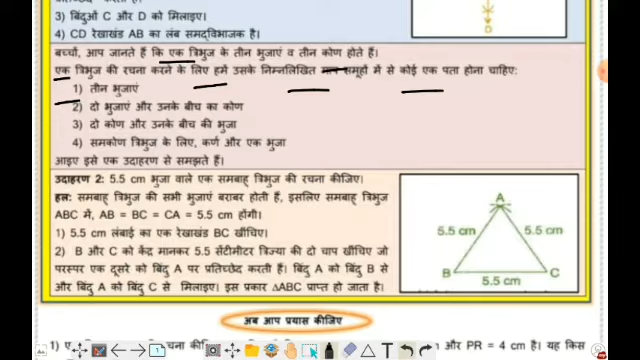 3) बिंदुओं C और D को मिलाइए।
4) CD रेखाखंड AB का लंब समद्विभाजक है।
D
बच्चों, आप जानते हैं कि एक त्रिभुज के तीन भुजाएं व तीन कोण होते हैं।
एक त्रिभुज की रचना करने के लिए हमें उसके निम्नलिखित माप समूहों में से कोई एक पता होना चाहिए:
1) तीन भुजाएं
2) दो भुजाएं और उनके बीच का कोण
3) दो कोण और उनके बीच की भुजा
4) समकोण त्रिभुज के लिए, कर्ण और एक भुजा
आइए इसे एक उदाहरण से समझते हैं।
उदाहरण 2: 5.5 cm भुजा वाले एक समबाहु त्रिभुज की रचना कीजिए।
हल: समबाहु त्रिभुज की सभी भुजाएं बराबर होती हैं, इसलिए समबाहु त्रिभुज
ABC में, AB = BC = CA = 5.5 cm होंगी।
1) 5.5 cm लंबाई का एक रेखाखंड BC खींचिए।
2) B और C को केंद्र मानकर 5.5 सेंटीमीटर त्रिज्या की दो चाप खींचिए जो
परस्पर एक दूसरे को बिंदु A पर प्रतिच्छेद करती हैं। बिंदु A को बिंदु B से
और बिंदु A को बिंदु C से मिलाइए। इस प्रकार ΔABC प्राप्त हो जाता है।
A
5.5 cm
5.5 cm
B
C
5.5 cm
अब आप प्रयास कीजिए
1) ए
चना की
m और PR = 4 cm है। यह किस